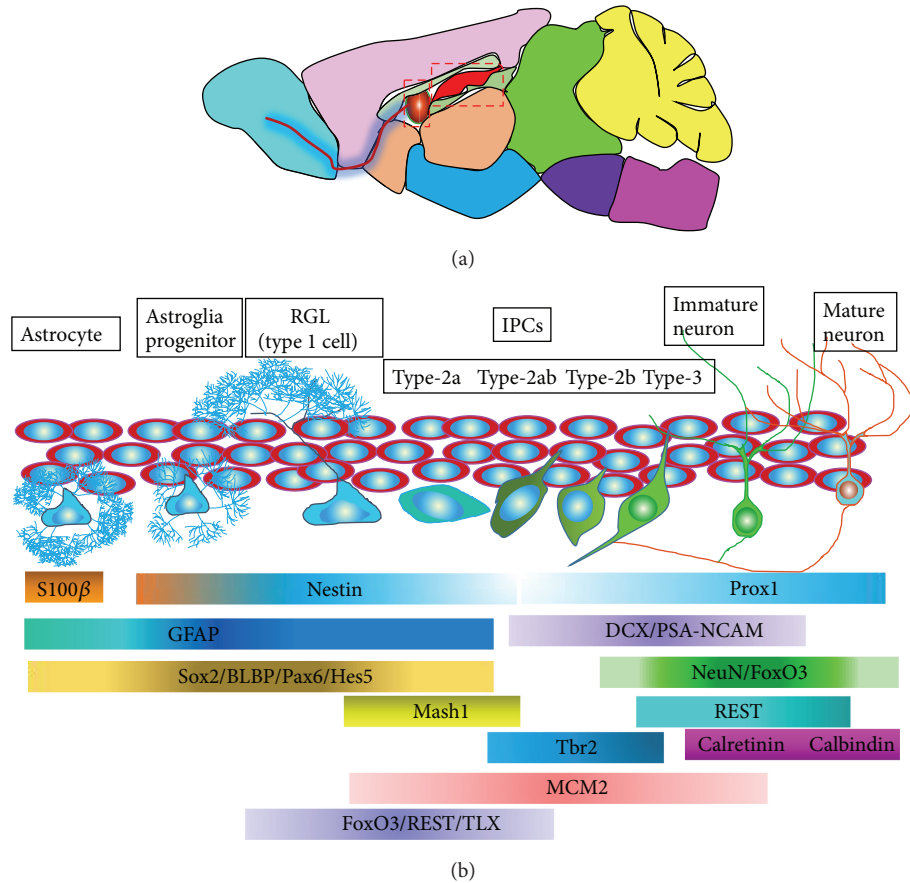 (a)
Astrocyte
Astroglia
progenitor
RGL
(type 1 cell)
IPCs
Immature
neuron
Mature
neuron
Type-2a Type-2ab Type-2b Type-3
S100β
Nestin
Prox1
GFAP
DCX/PSA-NCAM
Sox2/BLBP/Pax6/Hes5
NeuN/FoxO3
Mash1
REST
Tbr2
Calretinin Calbindin
MCM2
FoxO3/REST/TLX
(b)